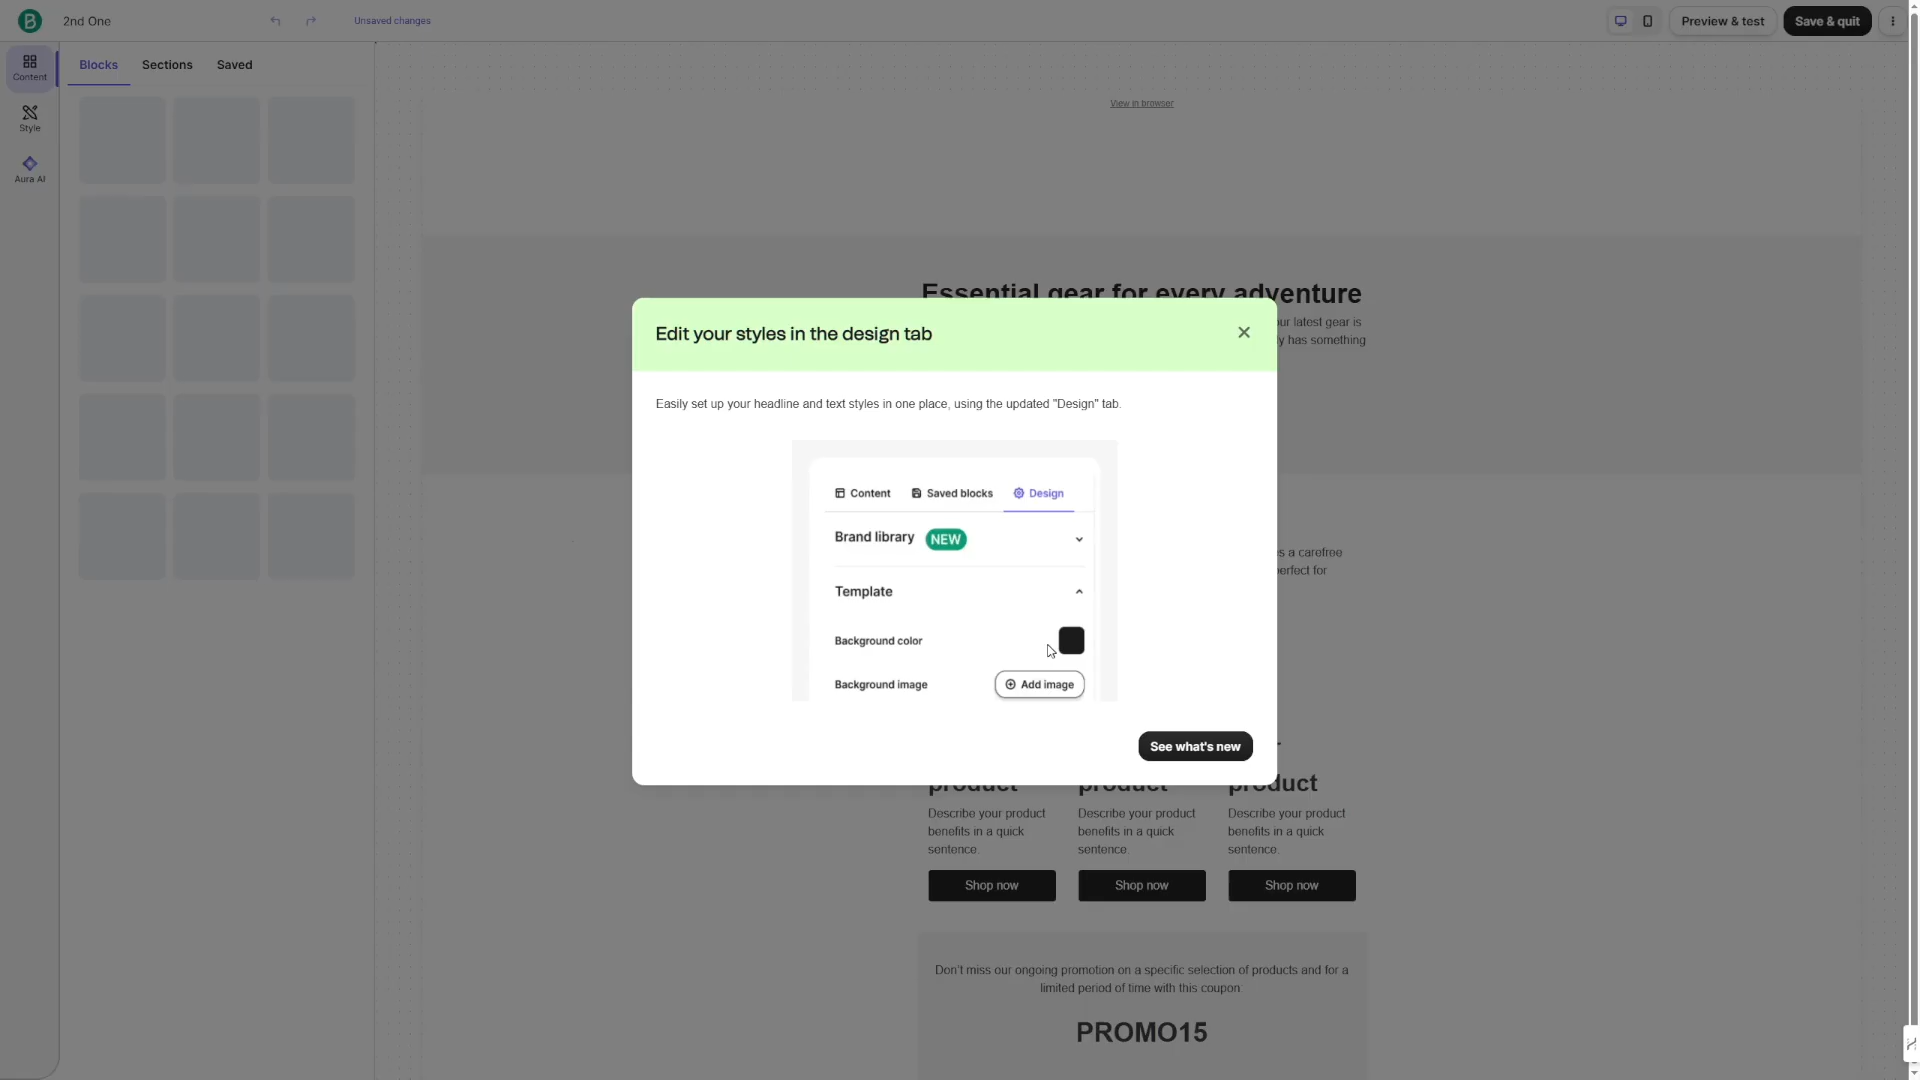 B
2nd One
Unsaved changes
Preview & test
Save & quit
Content
Blocks
Sections
Saved
Style
Aura AI
View in browser
Essential gear for every adventure
ur latest gear is
y has something
Edit your styles in the design tab
Easily set up your headline and text styles in one place, using the updated "Design" tab.
Content
Saved blocks
Design
Brand library
NEW
Template
Background color
Background image
Add image
See what's new
s a carefree
erfect for
product
product
duct
Describe your product
benefits in a quick
sentence.
Shop now
Describe your product
benefits in a quick
sentence.
Shop now
Describe your product
benefits in a quick
sentence.
Shop now
Don't miss our ongoing promotion on a specific selection of products and for a
limited period of time with this coupon.
PROMO15